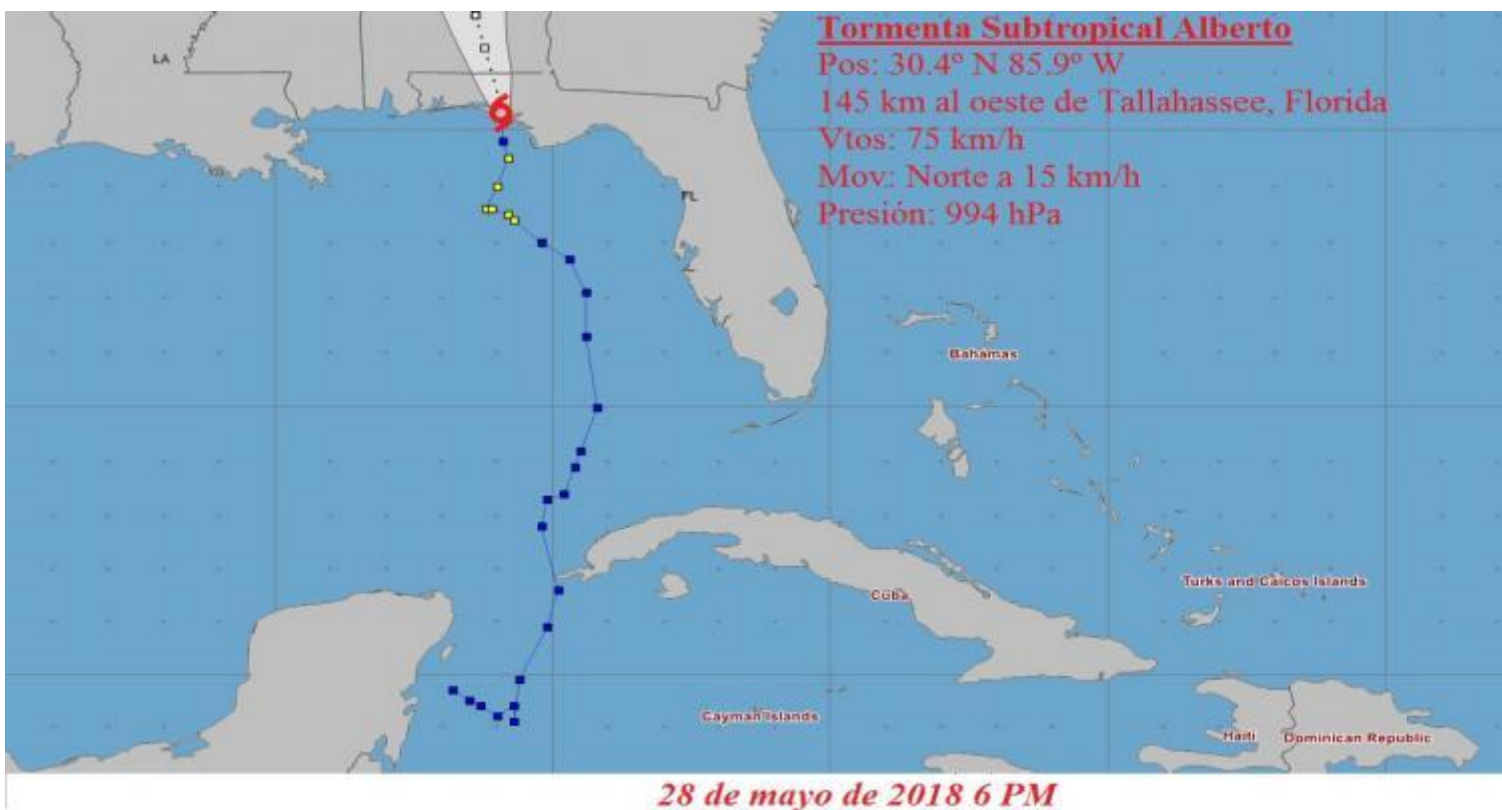 Tormenta Subtropical Alberto
Pos: 30.4º N 85.9º W
145 km al oeste de Tallahassee, Florida
Vtos: 75 km/h
Mov: Norte a 15 km/h
Presión: 994 hPa
LA
FL
Bahamas
Turks and Caicos Islands
Cuba
Cayman Islands
Haiti
Dominican Republic
28 de mayo de 2018 6 PM